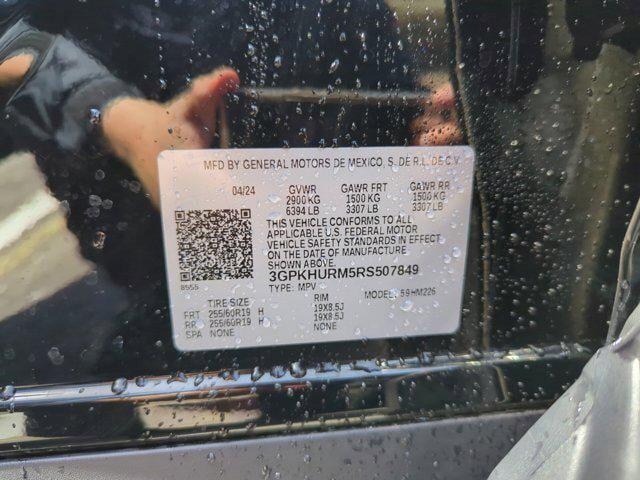 MFD BY GENERAL MOTORS DE MEXICO, S. DE R.L. DE C.V.
04/24 GVWR GAWR FRT GAWR RR
2900 KG 1500 KG 1500 KG
6394 LB 3307 LB 3307 LB
THIS VEHICLE CONFORMS TO ALL
APPLICABLE U.S. FEDERAL MOTOR
VEHICLE SAFETY STANDARDS IN EFFECT
ON THE DATE OF MANUFACTURE
SHOWN ABOVE.
3GPKHURM5RS507849
8555 TYPE: MPV MODEL: 59HM226
TIRE SIZE RIM
FRT 255/60R19 H 19X8.5J
RR 255/60R19 H 19X8.5J
SPA NONE NONE